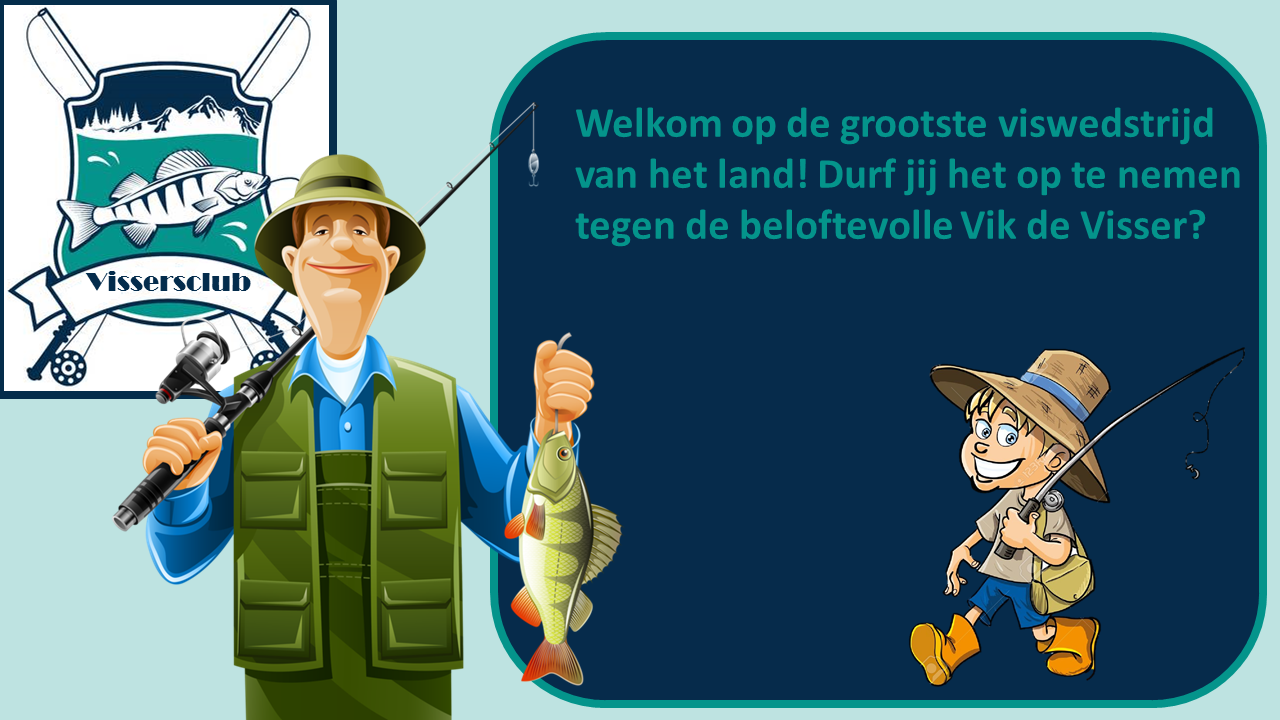 Vissersclub
Welkom op de grootste viswedstrijd
van het land! Durf jij het op te nemen
tegen de beloftevolle Vik de Visser?